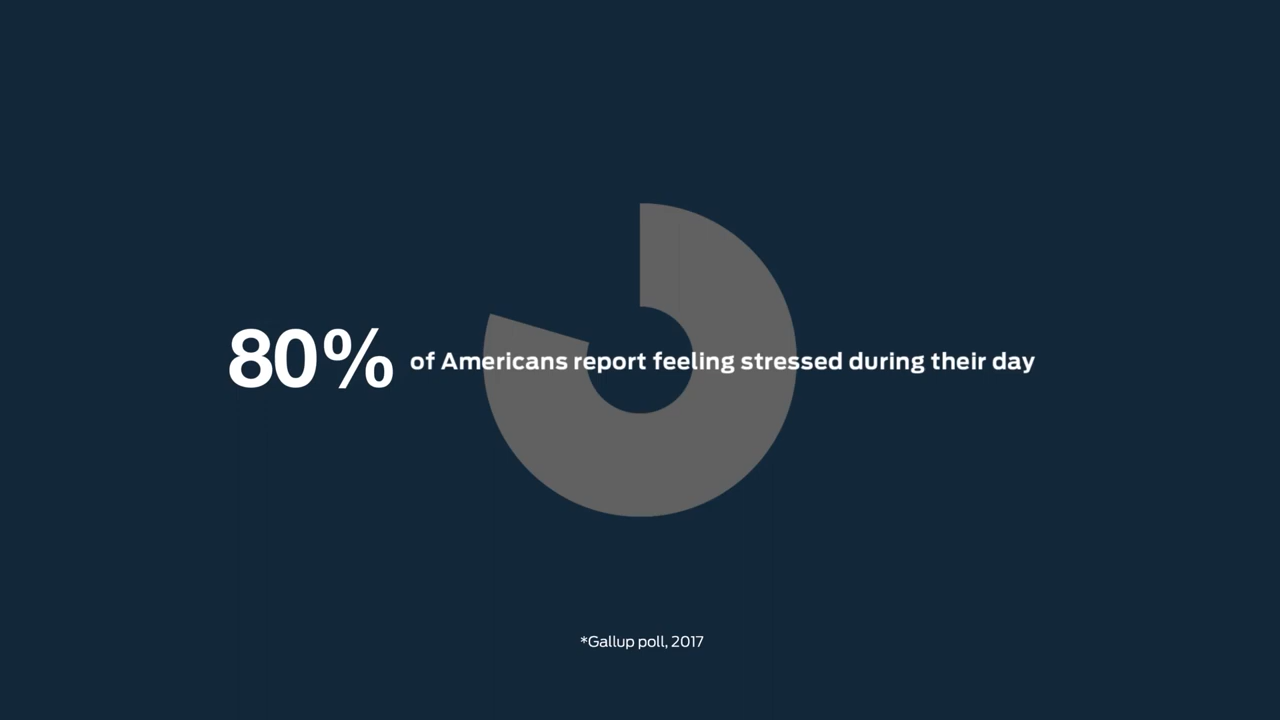 80% of Americans report feeling stressed during their day
*Gallup poll, 2017